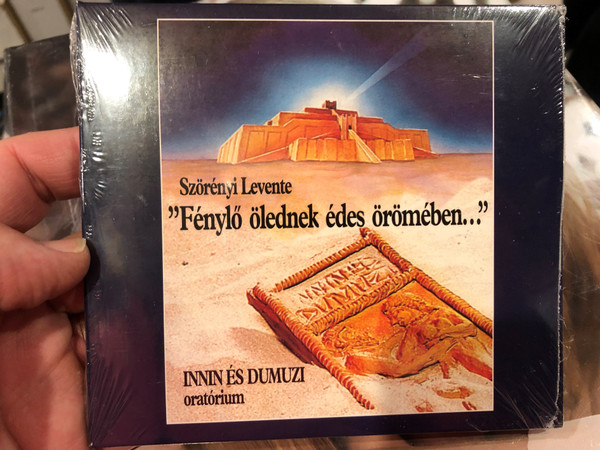 Szörényi Levente
"Fénylő ölednek édes örömében..."
INNIN ÉS DUMUZI
oratórium